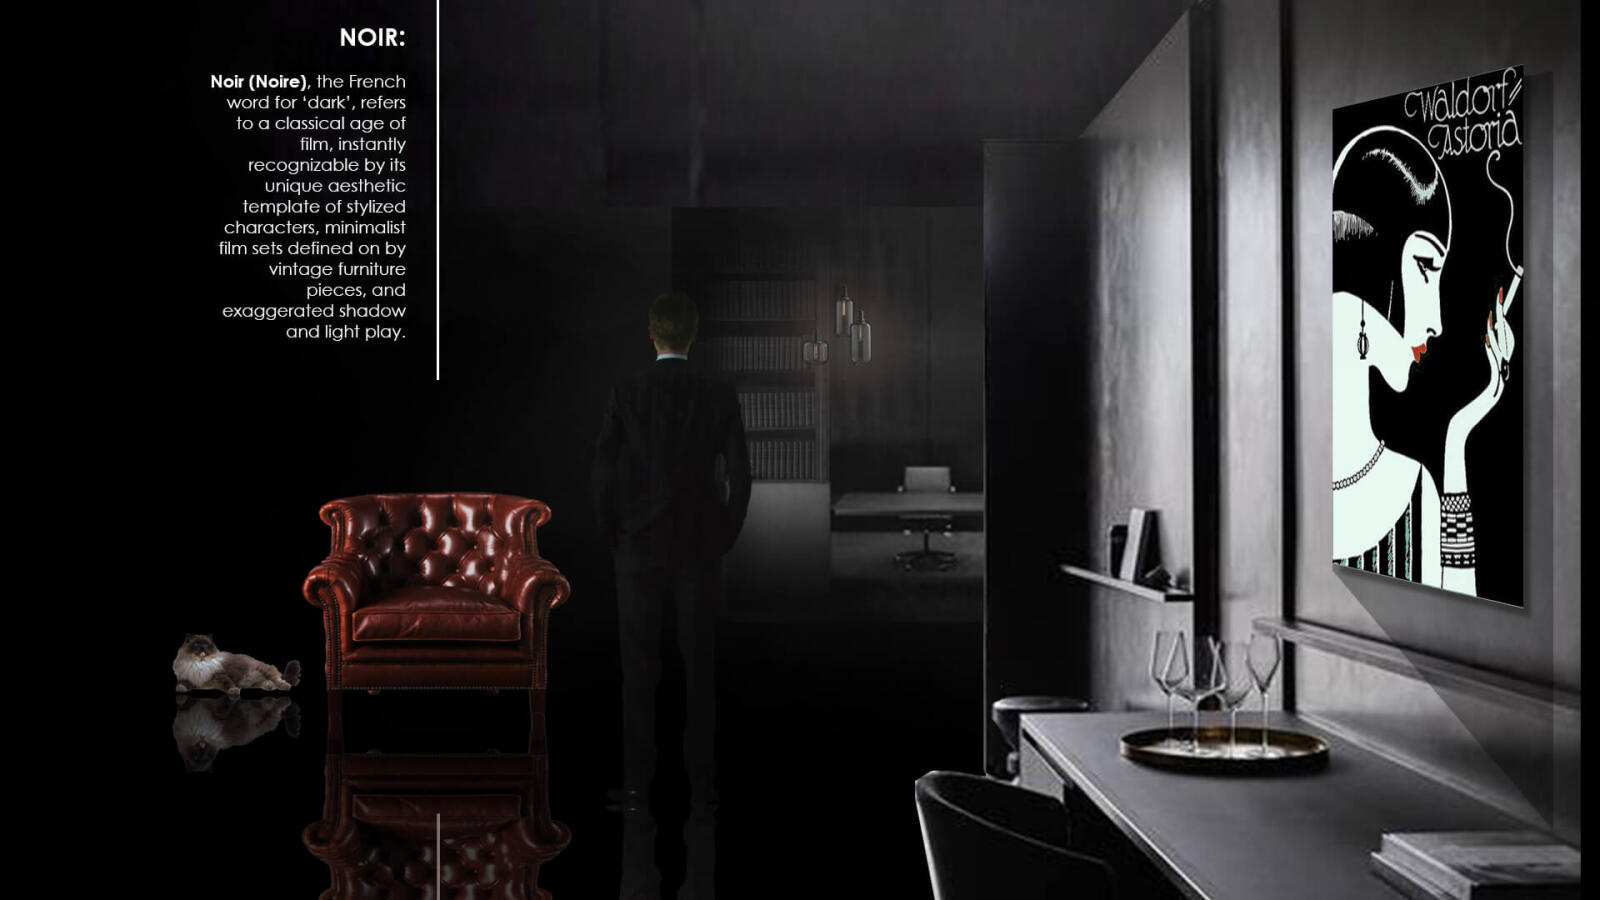 NOIR:
Noir (Noire), the French
word for ‘dark’, refers
to a classical age of
film, instantly
recognizable by its
unique aesthetic
template of stylized
characters, minimalist
film sets defined on by
vintage furniture
pieces, and
exaggerated shadow
and light play.
Waldorf=
Astoria